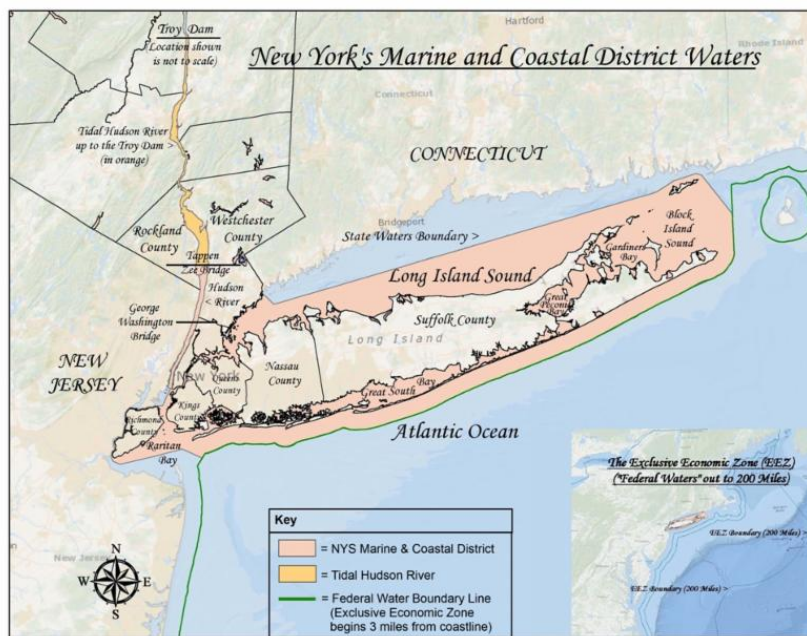 Troy Dam
(Location shown
is not to scale)
New York's Marine and Coastal District Waters
Hartford
Rhode Island
Connecticut
Tidal Hudson River
up to the Troy Dam >
(in orange)
CONNECTICUT
Bridgeport
State Waters Boundary >
Westchester
County
Rockland
County
Block
Island
Sound
Gardiners
Bay
Tappen
Zee Bridge
Long Island Sound
Hudson
< River
Great
Peconic
Bay
George
Washington
Bridge
Suffolk County
Long Island
NEW
JERSEY
New York
Queens
County
Nassau
County
Great South Bay
Kings
County
Richmond
County
Raritan
Bay
Atlantic Ocean
The Exclusive Economic Zone (EEZ)
("Federal Waters" out to 200 Miles)
EEZ Boundary (200 Miles) >
EEZ Boundary (200 Miles) >
New Jersey
N
W
E
S
Key
= NYS Marine & Coastal District
= Tidal Hudson River
= Federal Water Boundary Line
(Exclusive Economic Zone
begins 3 miles from coastline)